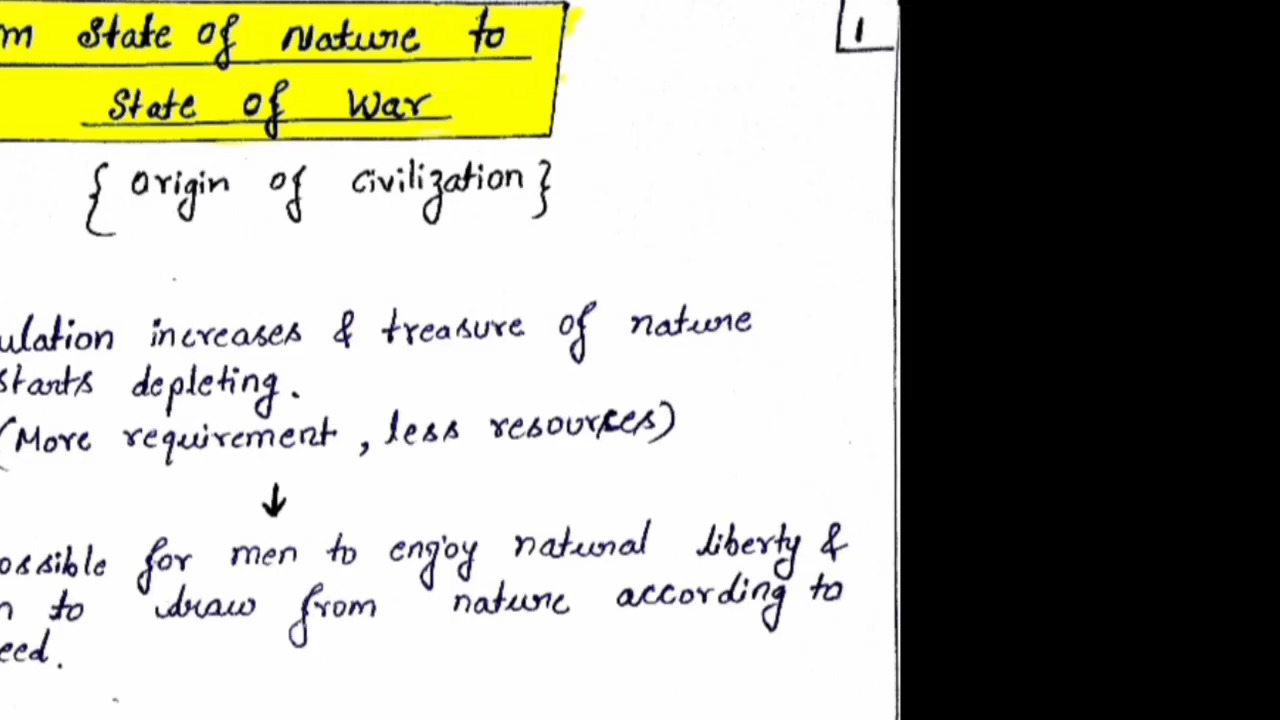 m State of Nature to
State of War
1
{ origin of civilization }
ulation increases & treasure of nature
starts depleting.
(More requirement, less resources)
↓
ossible for men to enjoy natural liberty &
n to draw from nature according to
eed.